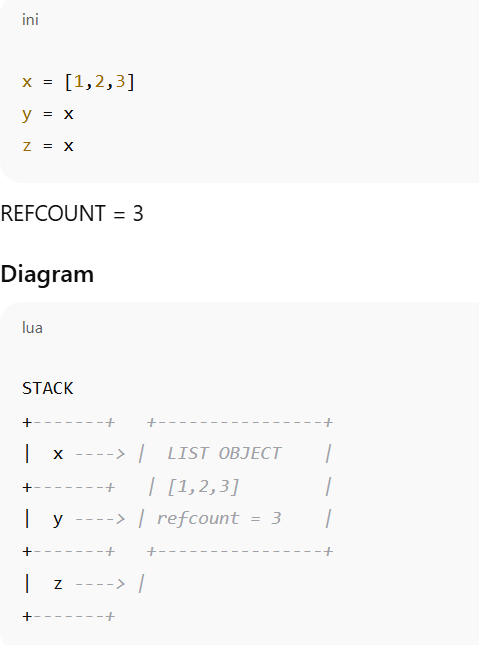 ini
x = [1,2,3]
y = x
z = x
REFCOUNT = 3
Diagram
lua
STACK
+-------+   +----------------+
|  x ----> |  LIST OBJECT    |
+-------+   | [1,2,3]        |
|  y ----> | refcount = 3    |
+-------+   +----------------+
|  z ----> |
+-------+